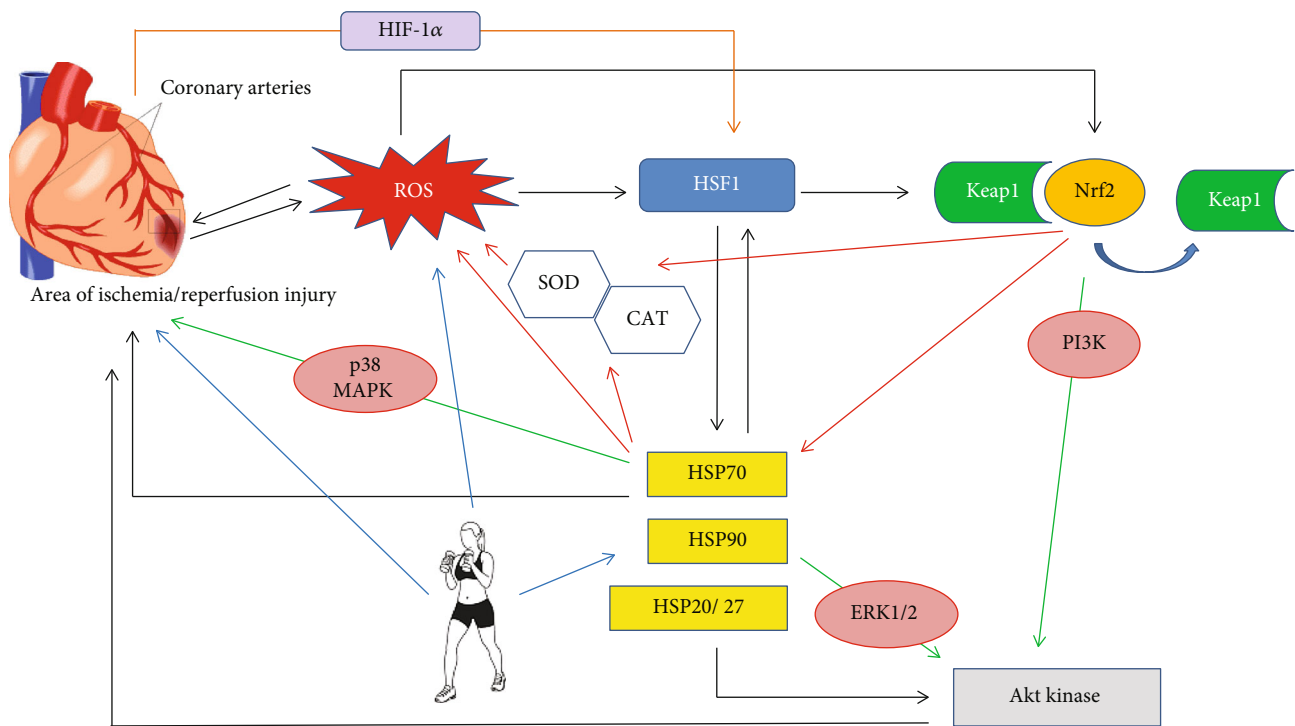 HIF-1α
Coronary arteries
ROS
HSF1
Keap1
Nrf2
Keap1
SOD
CAT
Area of ischemia/reperfusion injury
PI3K
p38
MAPK
HSP70
HSP90
HSP20/ 27
ERK1/2
Akt kinase